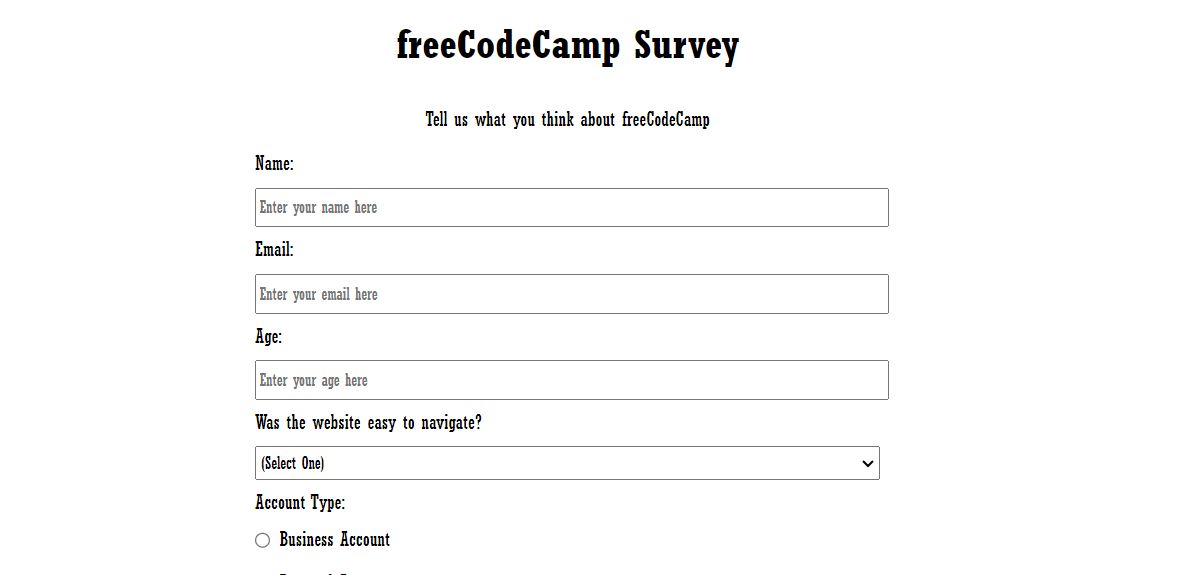 freeCodeCamp Survey
Tell us what you think about freeCodeCamp
Name:
Enter your name here
Email:
Enter your email here
Age:
Enter your age here
Was the website easy to navigate?
(Select One)
Account Type:
Business Account